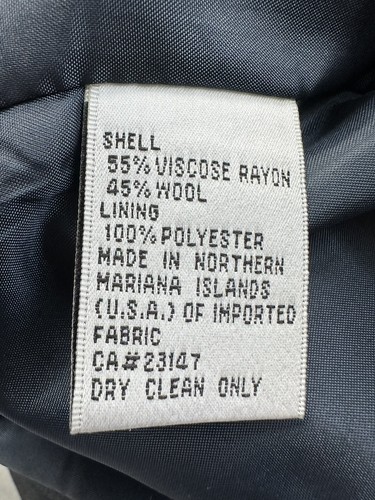 SHELL
55% VISCOSE RAYON
45% WOOL
LINING
100% POLYESTER
MADE IN NORTHERN
MARIANA ISLANDS
(U.S.A.) OF IMPORTED
FABRIC
CA#23147
DRY CLEAN ONLY